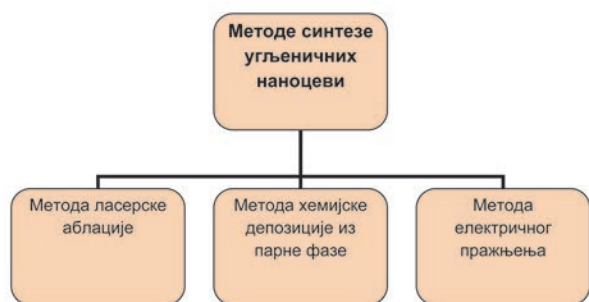 Методе синтезе
угљеничних
наноцеви
Метода ласерске
аблације
Метода хемијске
депозиције из
парне фазе
Метода
електричног
пражњења